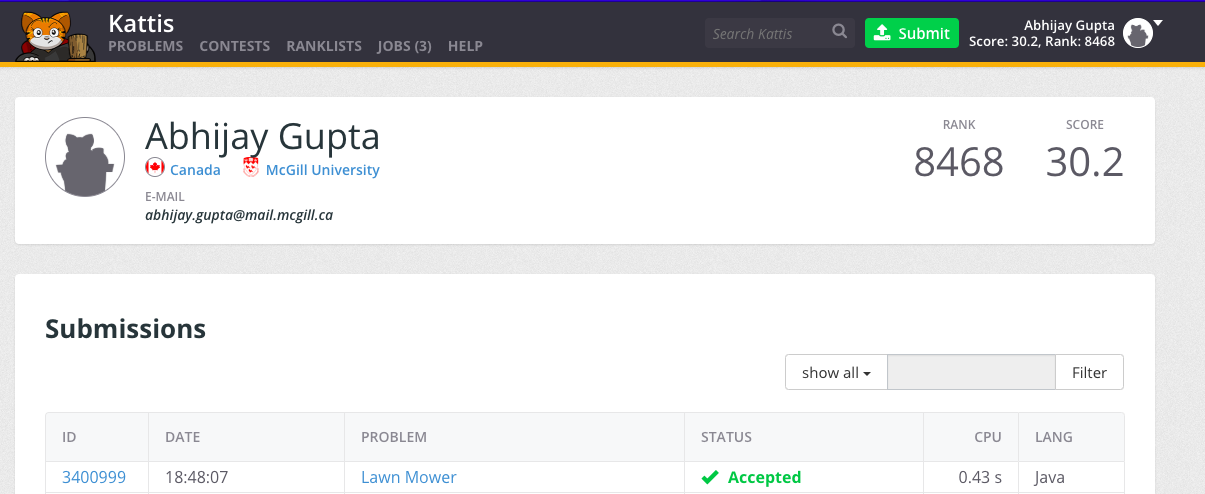 Kattis
PROBLEMS CONTESTS RANKLISTS JOBS (3) HELP
Search Kattis
Submit
Abhijay Gupta
Score: 30.2, Rank: 8468
Abhijay Gupta
Canada McGill University
E-MAIL
abhijay.gupta@mail.mcgill.ca
RANK SCORE
8468 30.2
Submissions
show all Filter
ID DATE PROBLEM STATUS CPU LANG
3400999 18:48:07 Lawn Mower Accepted 0.43 s Java